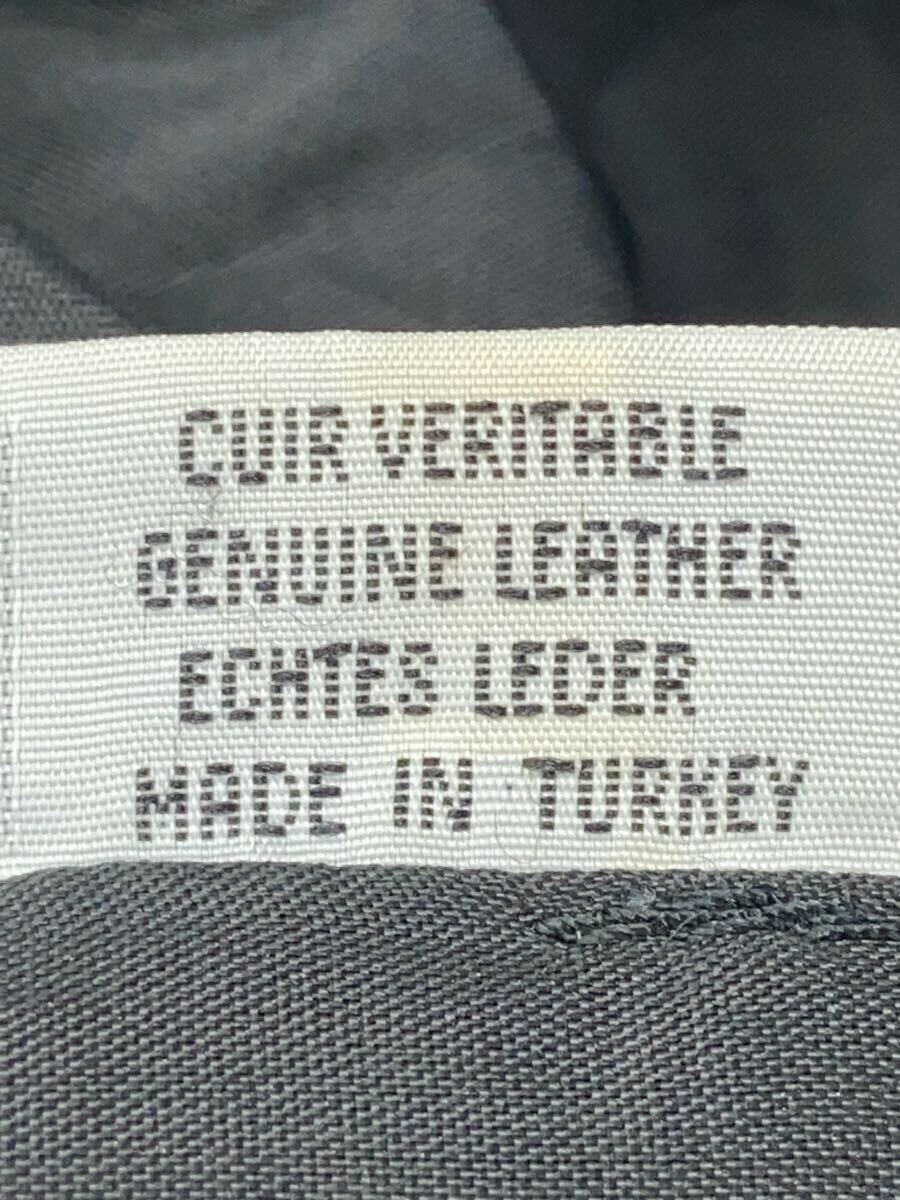 CUIR VERITABLE
GENUINE LEATHER
ECHTES LEDER
MADE IN TURKEY